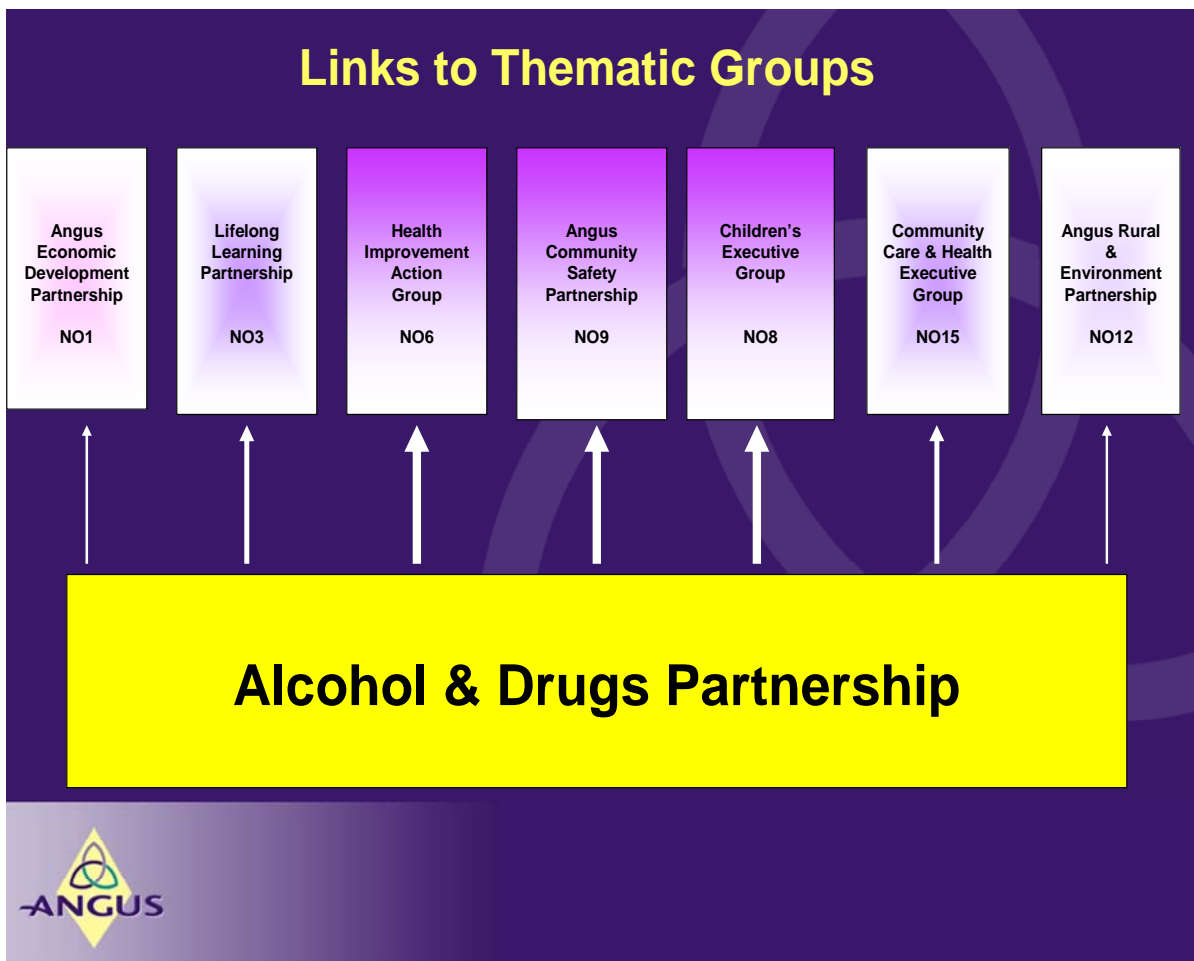 Links to Thematic Groups
Angus
Economic
Development
Partnership
NO1
Lifelong
Learning
Partnership
NO3
Health
Improvement
Action
Group
NO6
Angus
Community
Safety
Partnership
NO9
Children’s
Executive
Group
NO8
Community
Care & Health
Executive
Group
NO15
Angus Rural
&
Environment
Partnership
NO12
Alcohol & Drugs Partnership
ANGUS